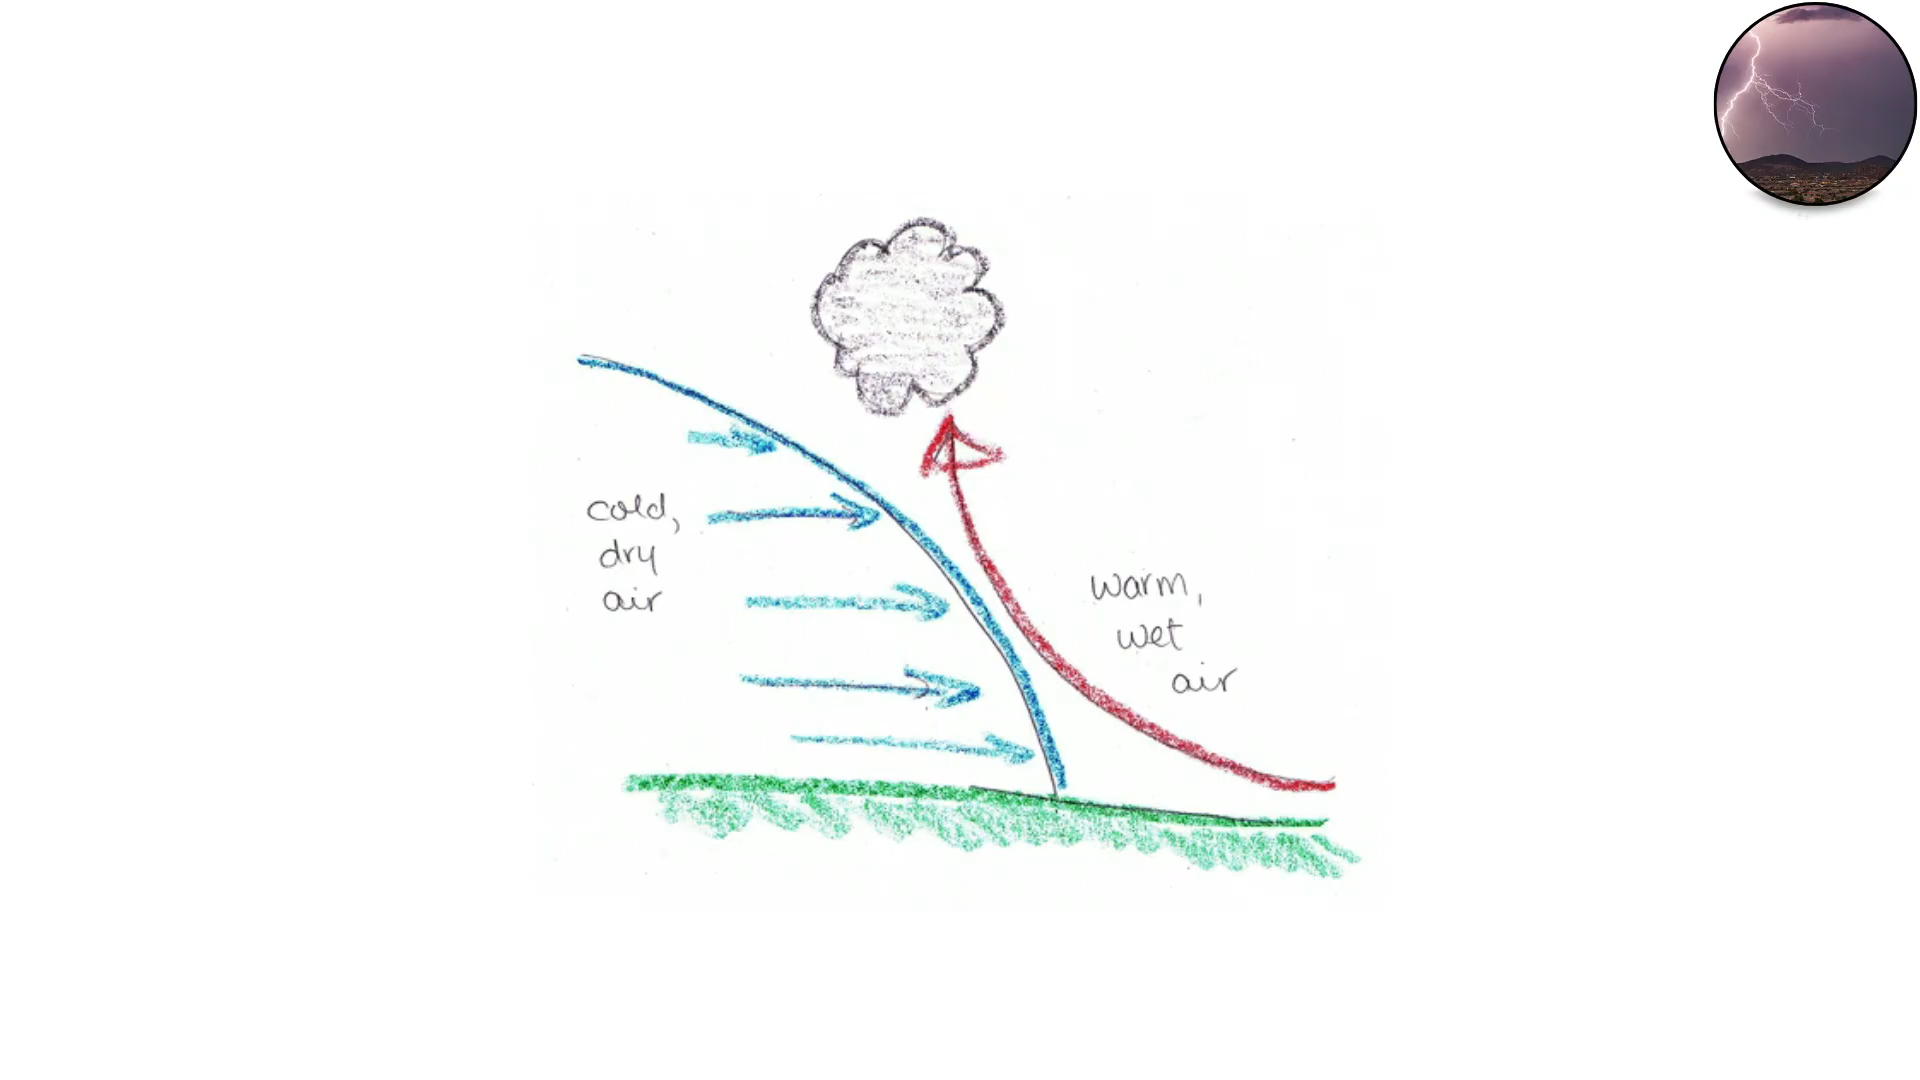 cold,
dry
air
warm,
wet
air